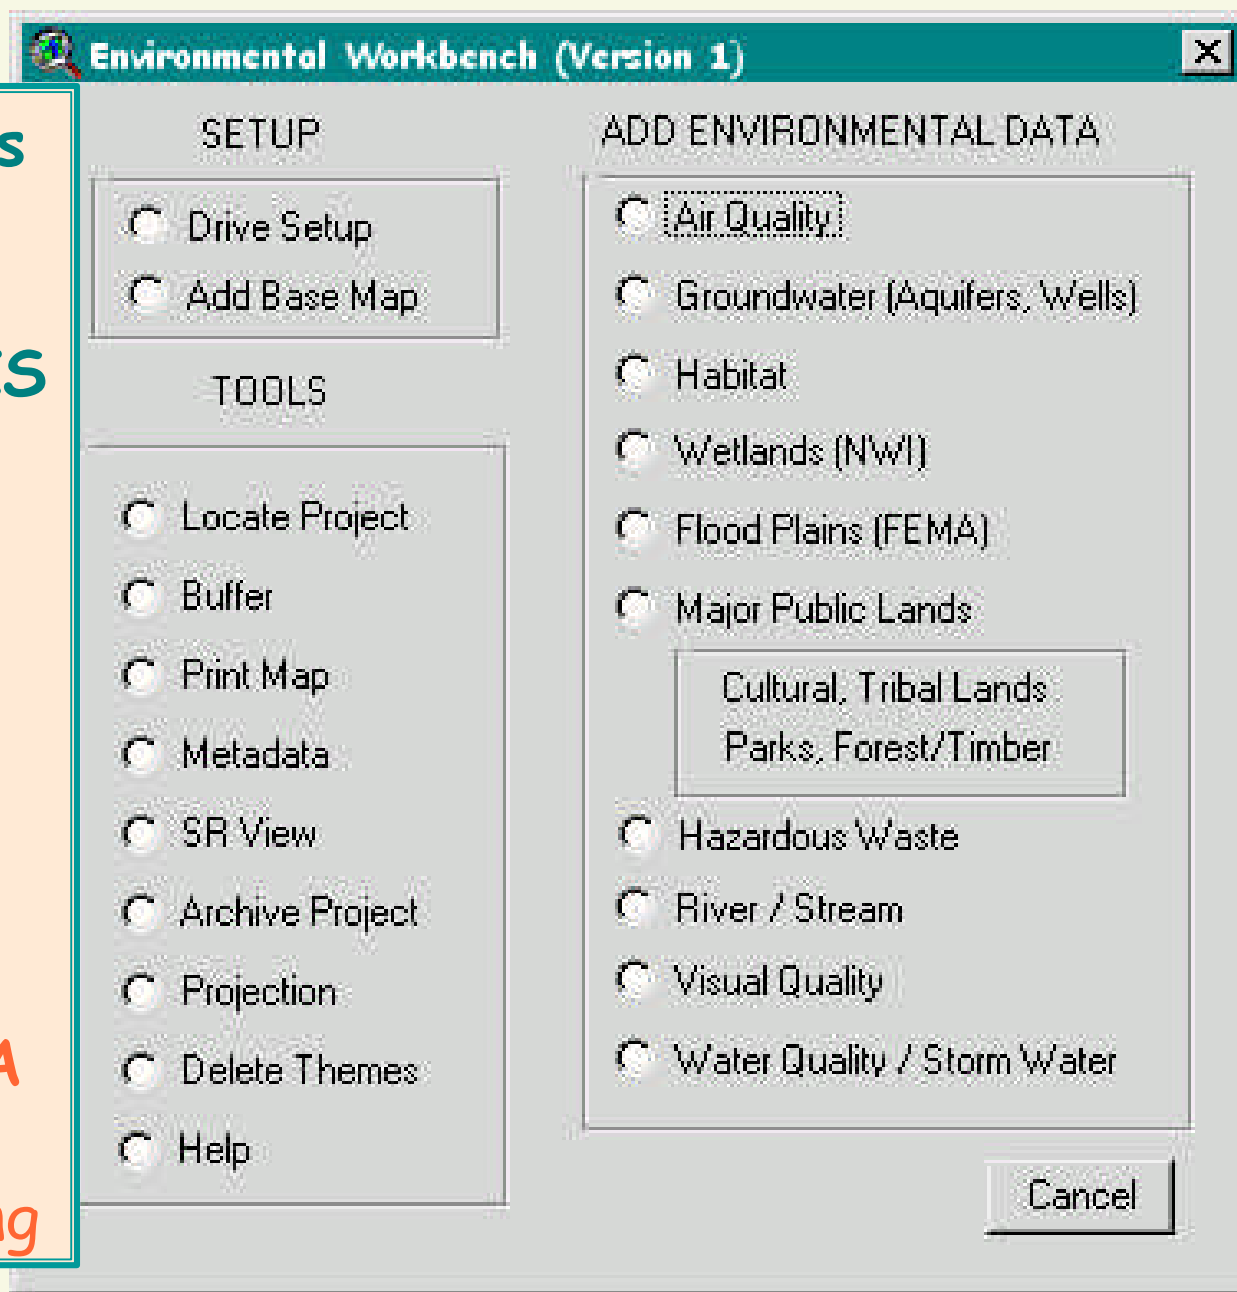 Environmental Workbench (Version 1)
s
S
A
ng
SETUP
Drive Setup
Add Base Map
TOOLS
Locate Project
Buffer
Print Map
Metadata
SR View
Archive Project
Projection
Delete Themes
Help
ADD ENVIRONMENTAL DATA
Air Quality
Groundwater (Aquifers, Wells)
Habitat
Wetlands (NWI)
Flood Plains (FEMA)
Major Public Lands
Cultural, Tribal Lands
Parks, Forest/Timber
Hazardous Waste
River / Stream
Visual Quality
Water Quality / Storm Water
Cancel